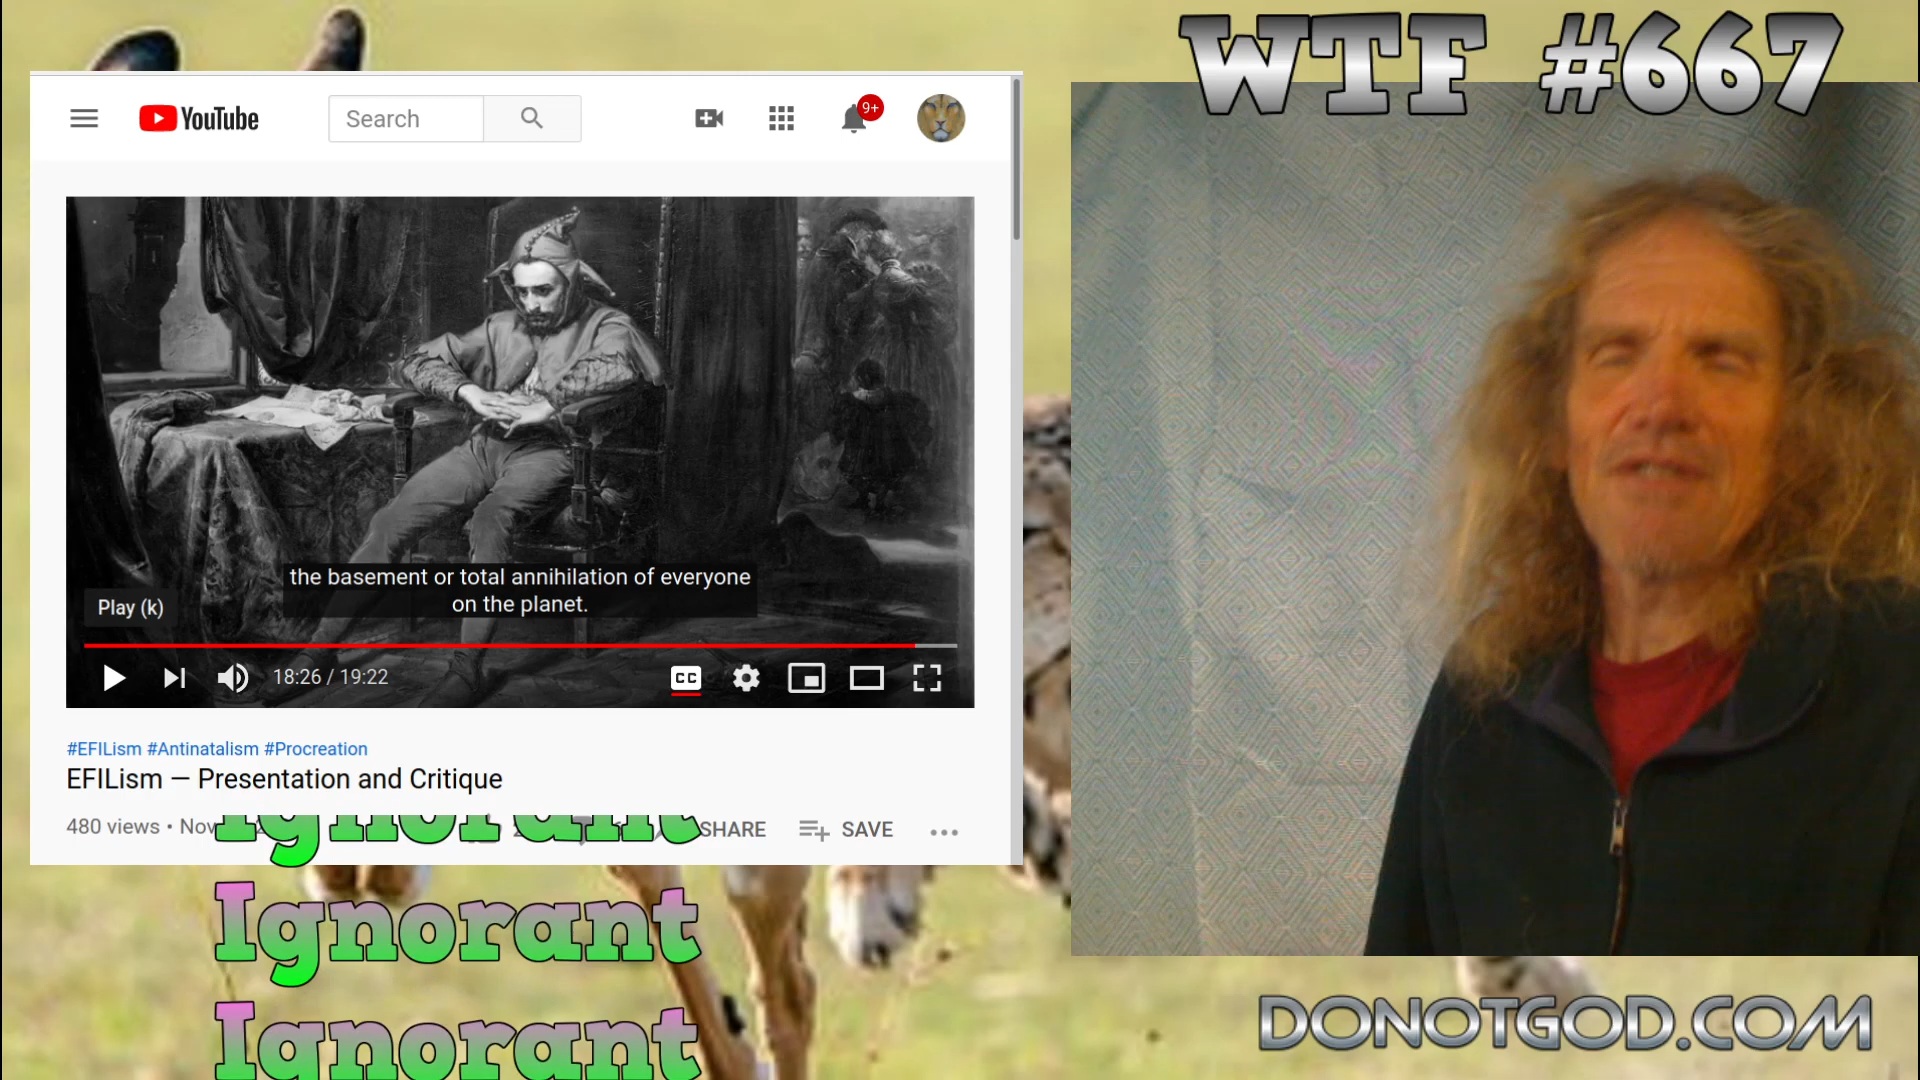 WTF #667
YouTube
Search
9+
the basement or total annihilation of everyone
on the planet.
Play (k)
18:26 / 19:22
CC
#EFILism #Antinatalism #Procreation
EFILism — Presentation and Critique
480 views • Nov
SHARE
SAVE
Ignorant
Ignorant
Ignorant
DONOTGOD.COM